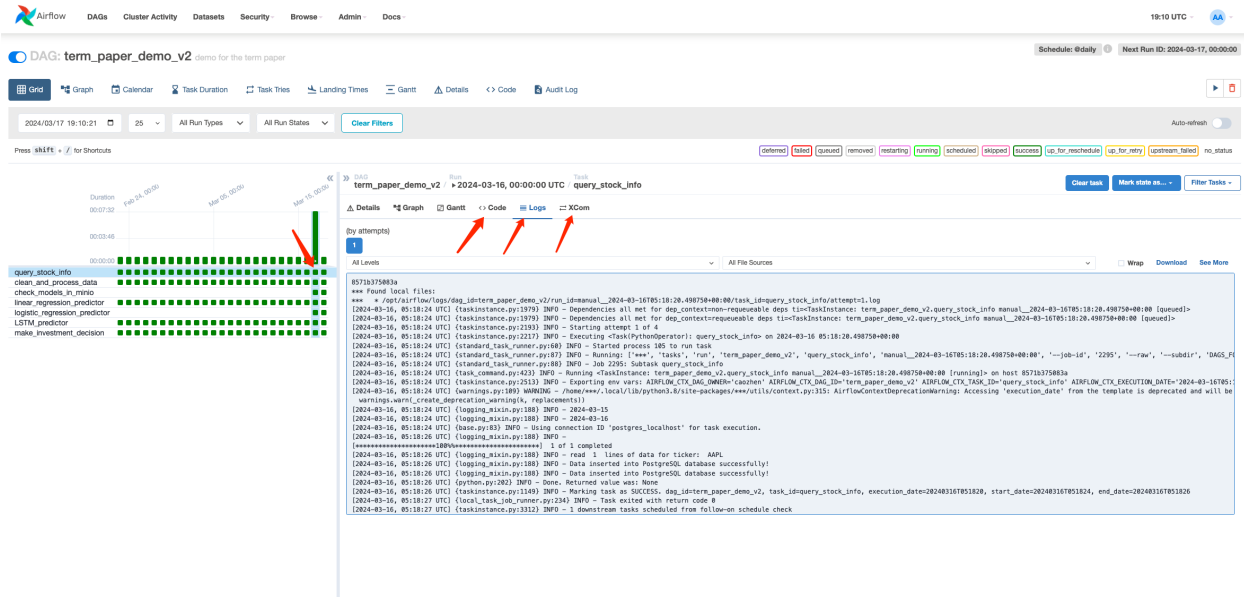 Airflow DAGs Cluster Activity Datasets Security Browse Admin Docs 19:10 UTC AA
DAG: term_paper_demo_v2 demo for the term paper Schedule: @daily Next Run ID: 2024-03-17, 00:00:00
Grid Graph Calendar Task Duration Task Tries Landing Times Gantt Details <> Code Audit Log
2024/03/17 19:10:21 25 All Run Types All Run States Clear Filters Auto-refresh
Press shift + / for Shortcuts deferred failed queued removed restarting running scheduled skipped success up_for_reschedule up_for_retry upstream_failed no_status
Duration Feb 24, 00:00 Mar 05, 00:00 Mar 15, 00:00
00:07:32
00:03:46
00:00:00
query_stock_info
clean_and_process_data
check_models_in_minio
linear_regression_predictor
logistic_regression_predictor
LSTM_predictor
make_investment_decision
DAG Run Task
term_paper_demo_v2 / 2024-03-16, 00:00:00 UTC / query_stock_info Clear task Mark state as... Filter Tasks
Details Graph Gantt <> Code Logs XCom
(by attempts)
1
All Levels All File Sources Wrap Download See More
8571b375083a
*** Found local files:
*** * /opt/airflow/logs/dag_id=term_paper_demo_v2/run_id=manual__2024-03-16T05:18:20.498750+00:00/task_id=query_stock_info/attempt=1.log
[2024-03-16, 05:18:24 UTC] {taskinstance.py:1979} INFO - Dependencies all met for dep_context=non-requeueable deps ti=<TaskInstance: term_paper_demo_v2.query_stock_info manual__2024-03-16T05:18:20.498750+00:00 [queued]>
[2024-03-16, 05:18:24 UTC] {taskinstance.py:1979} INFO - Dependencies all met for dep_context=requeueable deps ti=<TaskInstance: term_paper_demo_v2.query_stock_info manual__2024-03-16T05:18:20.498750+00:00 [queued]>
[2024-03-16, 05:18:24 UTC] {taskinstance.py:2193} INFO - Starting attempt 1 of 4
[2024-03-16, 05:18:24 UTC] {taskinstance.py:2217} INFO - Executing <Task(PythonOperator): query_stock_info> on 2024-03-16 05:18:20.498750+00:00
[2024-03-16, 05:18:24 UTC] {standard_task_runner.py:60} INFO - Started process 105 to run task
[2024-03-16, 05:18:24 UTC] {standard_task_runner.py:87} INFO - Running: ['***', 'tasks', 'run', 'term_paper_demo_v2', 'query_stock_info', 'manual__2024-03-16T05:18:20.498750+00:00', '--job-id', '2295', '--raw', '--subdir', 'DAGS_FO
[2024-03-16, 05:18:24 UTC] {standard_task_runner.py:88} INFO - Job 2295: Subtask query_stock_info
[2024-03-16, 05:18:24 UTC] {task_command.py:423} INFO - Running <TaskInstance: term_paper_demo_v2.query_stock_info manual__2024-03-16T05:18:20.498750+00:00 [running]> on host 8571b375083a
[2024-03-16, 05:18:24 UTC] {taskinstance.py:2513} INFO - Exporting env vars: AIRFLOW_CTX_DAG_OWNER='caozhen' AIRFLOW_CTX_DAG_ID='term_paper_demo_v2' AIRFLOW_CTX_TASK_ID='query_stock_info' AIRFLOW_CTX_EXECUTION_DATE='2024-03-16T05:
[2024-03-16, 05:18:24 UTC] {warnings.py:109} WARNING - /home/***/.local/lib/python3.8/site-packages/***/utils/context.py:315: AirflowContextDeprecationWarning: Accessing 'execution_date' from the template is deprecated and will be
warnings.warn(_create_deprecation_warning(k, replacements))
[2024-03-16, 05:18:24 UTC] {logging_mixin.py:188} INFO - 2024-03-15
[2024-03-16, 05:18:24 UTC] {logging_mixin.py:188} INFO - 2024-03-16
[2024-03-16, 05:18:24 UTC] {base.py:83} INFO - Using connection ID 'postgres_localhost' for task execution.
[2024-03-16, 05:18:26 UTC] {logging_mixin.py:188} INFO -
[**********************100%%**********************] 1 of 1 completed
[2024-03-16, 05:18:26 UTC] {logging_mixin.py:188} INFO - read 1 lines of data for ticker: AAPL
[2024-03-16, 05:18:26 UTC] {logging_mixin.py:188} INFO - Data inserted into PostgreSQL database successfully!
[2024-03-16, 05:18:26 UTC] {logging_mixin.py:188} INFO - Data inserted into PostgreSQL database successfully!
[2024-03-16, 05:18:26 UTC] {python.py:202} INFO - Done. Returned value was: None
[2024-03-16, 05:18:26 UTC] {taskinstance.py:1149} INFO - Marking task as SUCCESS. dag_id=term_paper_demo_v2, task_id=query_stock_info, execution_date=20240316T051820, start_date=20240316T051824, end_date=20240316T051826
[2024-03-16, 05:18:27 UTC] {local_task_job_runner.py:234} INFO - Task exited with return code 0
[2024-03-16, 05:18:27 UTC] {taskinstance.py:3312} INFO - 1 downstream tasks scheduled from follow-on schedule check